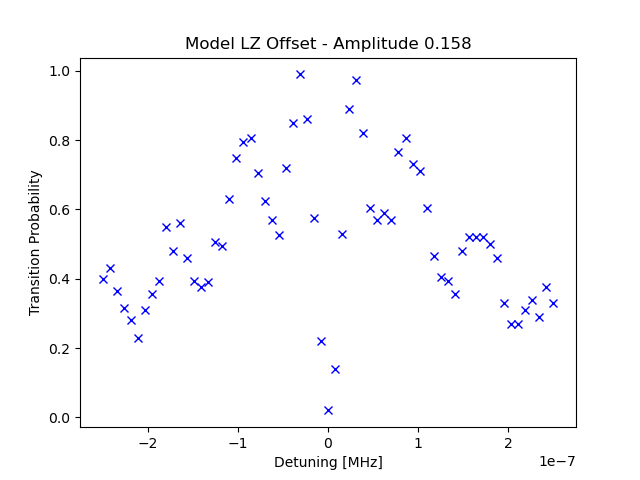 Model LZ Offset - Amplitude 0.158
Transition Probability
1.0
0.8
0.6
0.4
0.2
0.0
−2 −1 0 1 2
1e−7
Detuning [MHz]